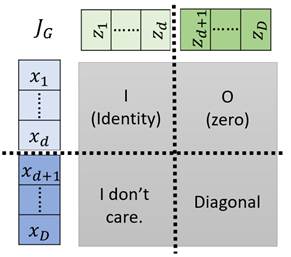 J_G
z_1 ...... z_d
z_{d+1} ...... z_D
x_1
......
x_d
x_{d+1}
......
x_D
I
(Identity)
O
(zero)
I don't
care.
Diagonal